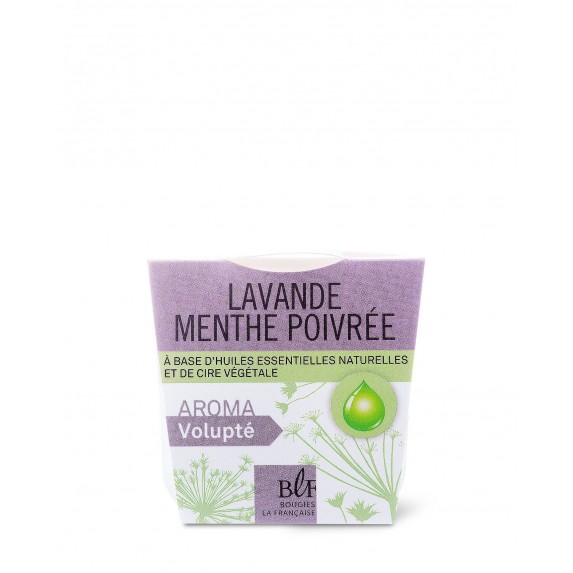 LAVANDE
MENTHE POIVRÉE
À BASE D'HUILES ESSENTIELLES NATURELLES
ET DE CIRE VÉGÉTALE
AROMA
Volupté
BLF
BOUGIES
LA FRANÇAISE